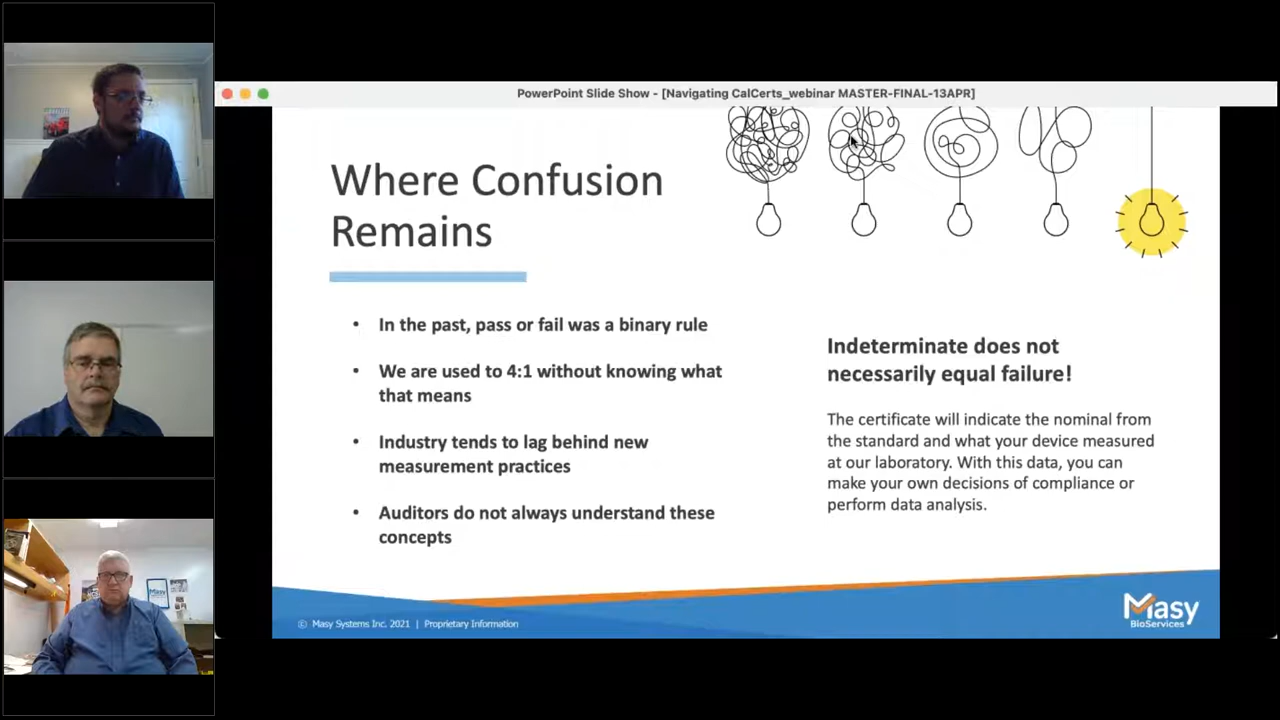 PowerPoint Slide Show - [Navigating CalCerts_webinar MASTER-FINAL-13APR]
Where Confusion
Remains
• In the past, pass or fail was a binary rule
• We are used to 4:1 without knowing what
that means
• Industry tends to lag behind new
measurement practices
• Auditors do not always understand these
concepts
Indeterminate does not
necessarily equal failure!
The certificate will indicate the nominal from
the standard and what your device measured
at our laboratory. With this data, you can
make your own decisions of compliance or
perform data analysis.
© Masy Systems Inc. 2021 | Proprietary Information
Masy
BioServices